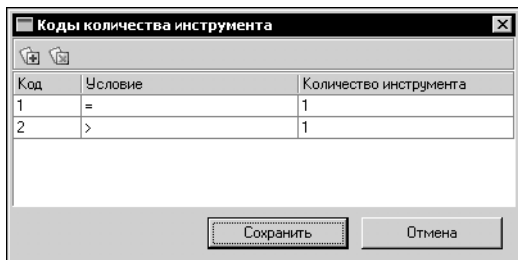 Коды количества инструмента
Код Условие Количество инструмента
1 = 1
2 > 1
Сохранить Отмена